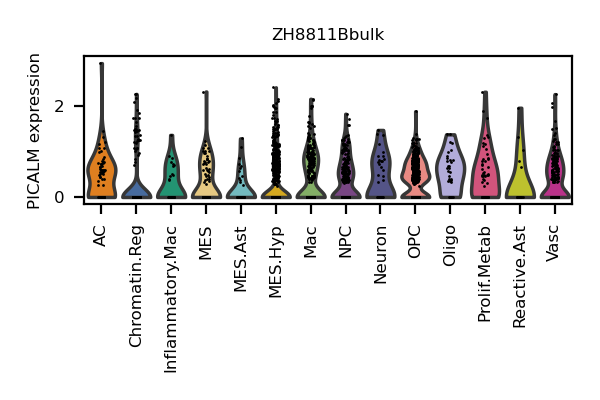 ZH8811Bbulk
PICALM expression
2
0
AC
Chromatin.Reg
Inflammatory.Mac
MES
MES.Ast
MES.Hyp
Mac
NPC
Neuron
OPC
Oligo
Prolif.Metab
Reactive.Ast
Vasc